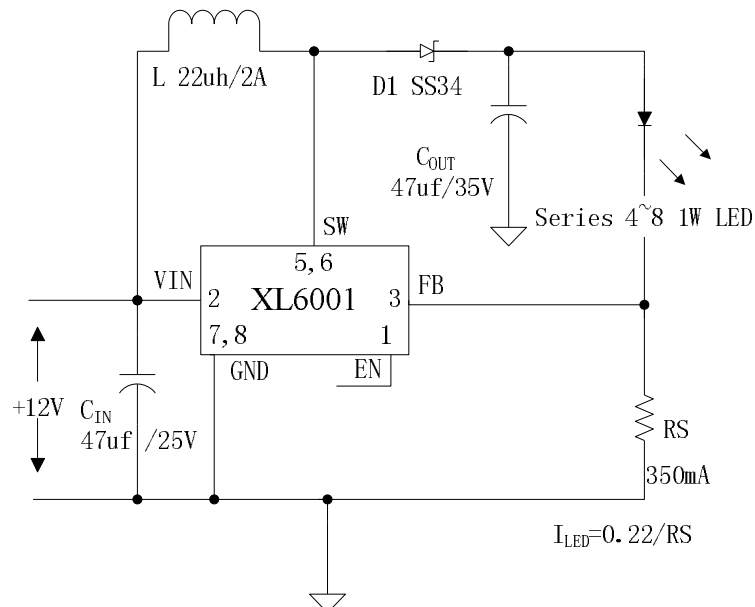 L 22uh/2A
D1 SS34
COUT
47uf/35V
Series 4~8 1W LED
SW
5,6
VIN
2
XL6001
3
FB
7,8
1
GND
EN
+12V
CIN
47uf /25V
RS
350mA
ILED=0.22/RS